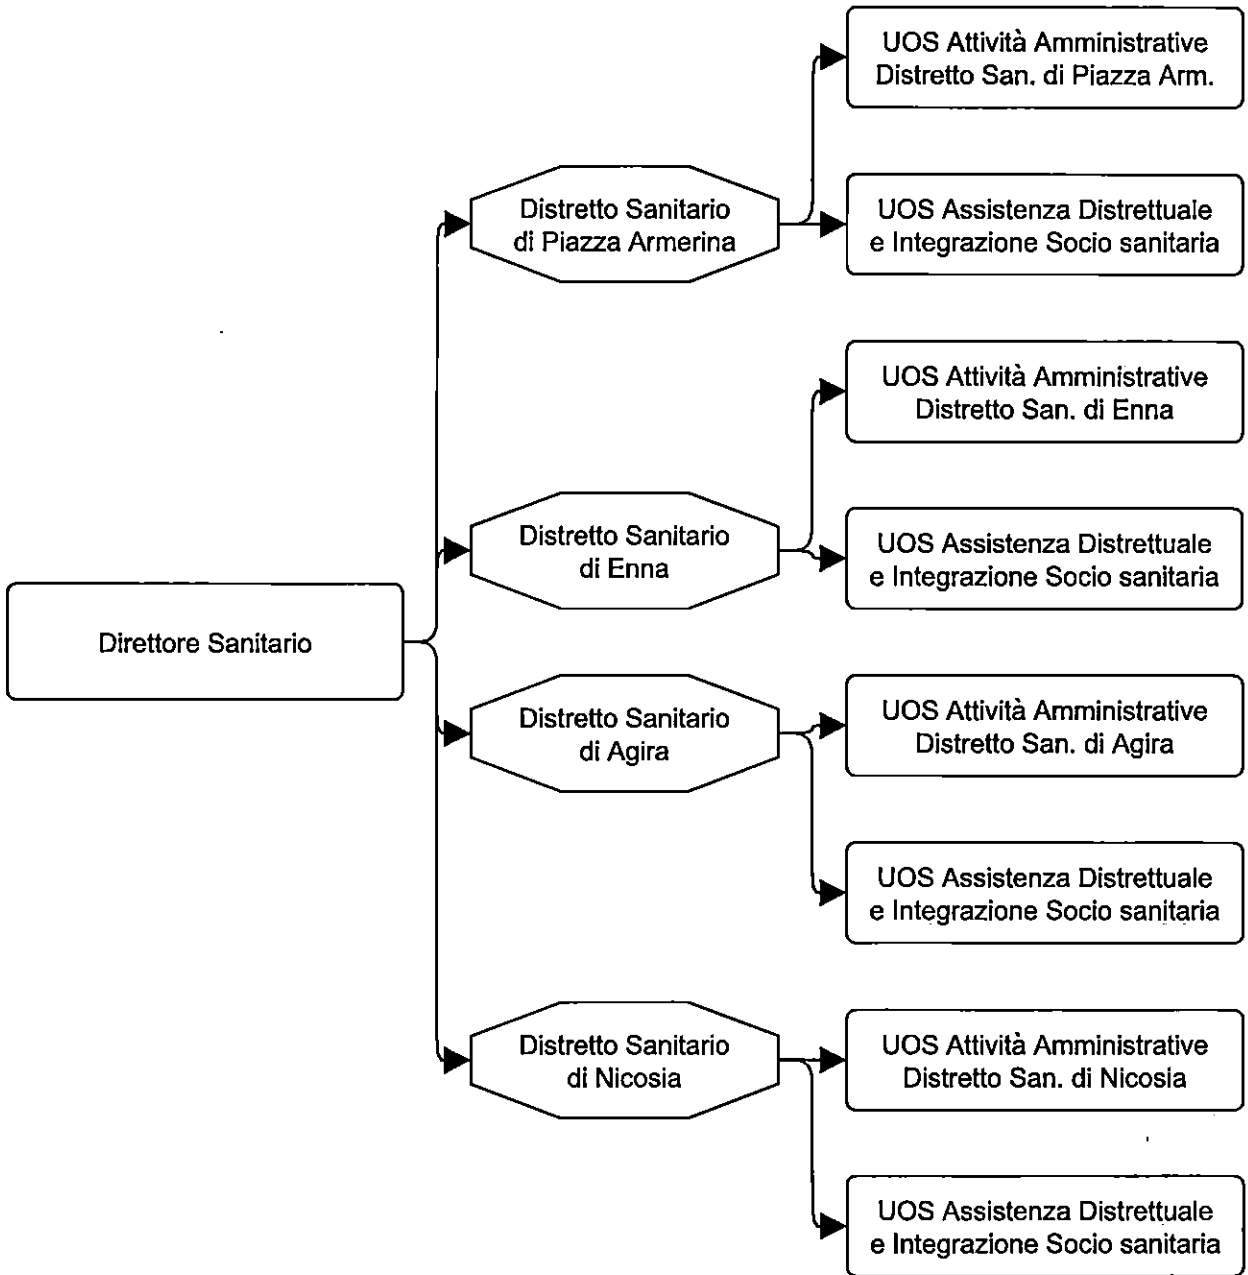 UOS Attività Amministrative
Distretto San. di Piazza Arm.
Distretto Sanitario
di Piazza Armerina
UOS Assistenza Distrettuale
e Integrazione Socio sanitaria
UOS Attività Amministrative
Distretto San. di Enna
Distretto Sanitario
di Enna
UOS Assistenza Distrettuale
e Integrazione Socio sanitaria
Direttore Sanitario
Distretto Sanitario
di Agira
UOS Attività Amministrative
Distretto San. di Agira
UOS Assistenza Distrettuale
e Integrazione Socio sanitaria
Distretto Sanitario
di Nicosia
UOS Attività Amministrative
Distretto San. di Nicosia
UOS Assistenza Distrettuale
e Integrazione Socio sanitaria